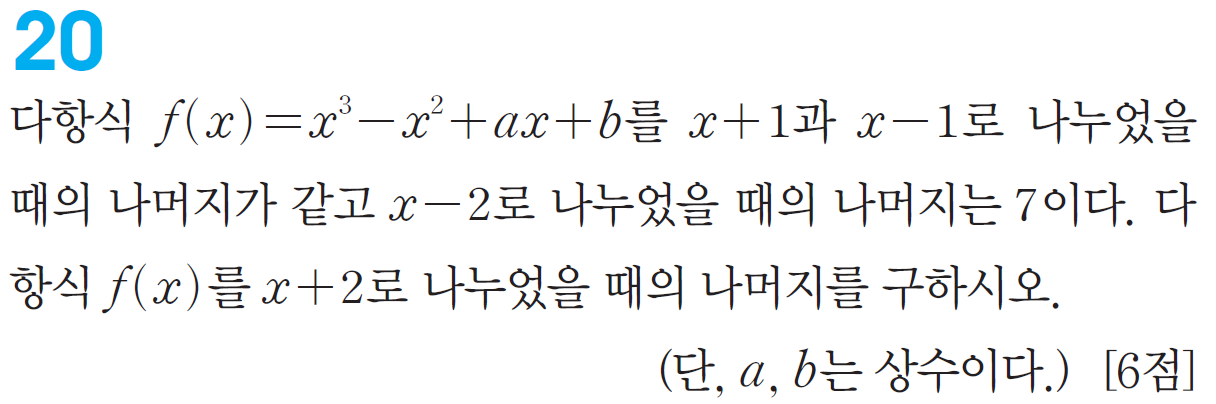 20
다항식 f(x)=x³-x²+ax+b를 x+1과 x-1로 나누었을
때의 나머지가 같고 x-2로 나누었을 때의 나머지는 7이다. 다
항식 f(x)를 x+2로 나누었을 때의 나머지를 구하시오.
(단, a, b는 상수이다.) [6점]